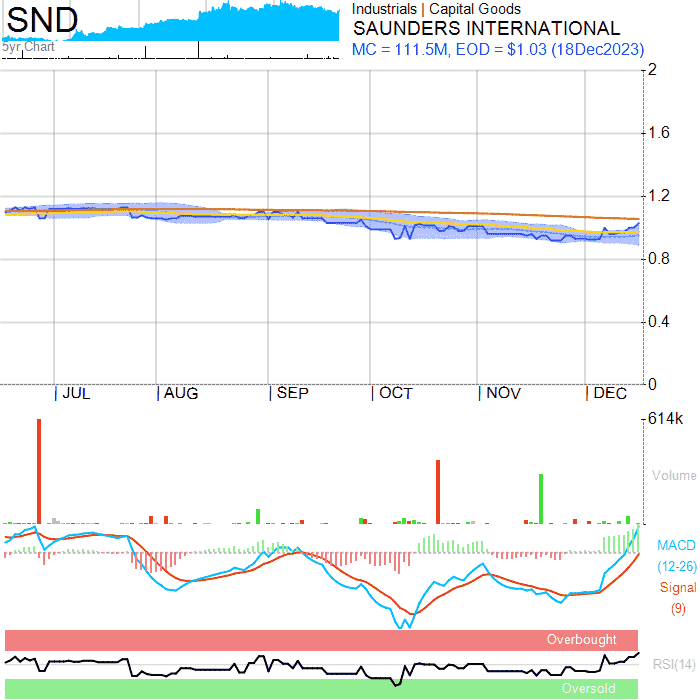 SND
5yr Chart
Industrials | Capital Goods
SAUNDERS INTERNATIONAL
MC = 111.5M, EOD = $1.03 (18Dec2023)
2
1.6
1.2
0.8
0.4
0
| JUL | AUG | SEP | OCT | NOV | DEC
614k
Volume
MACD
(12-26)
Signal
(9)
Overbought
RSI(14)
Oversold